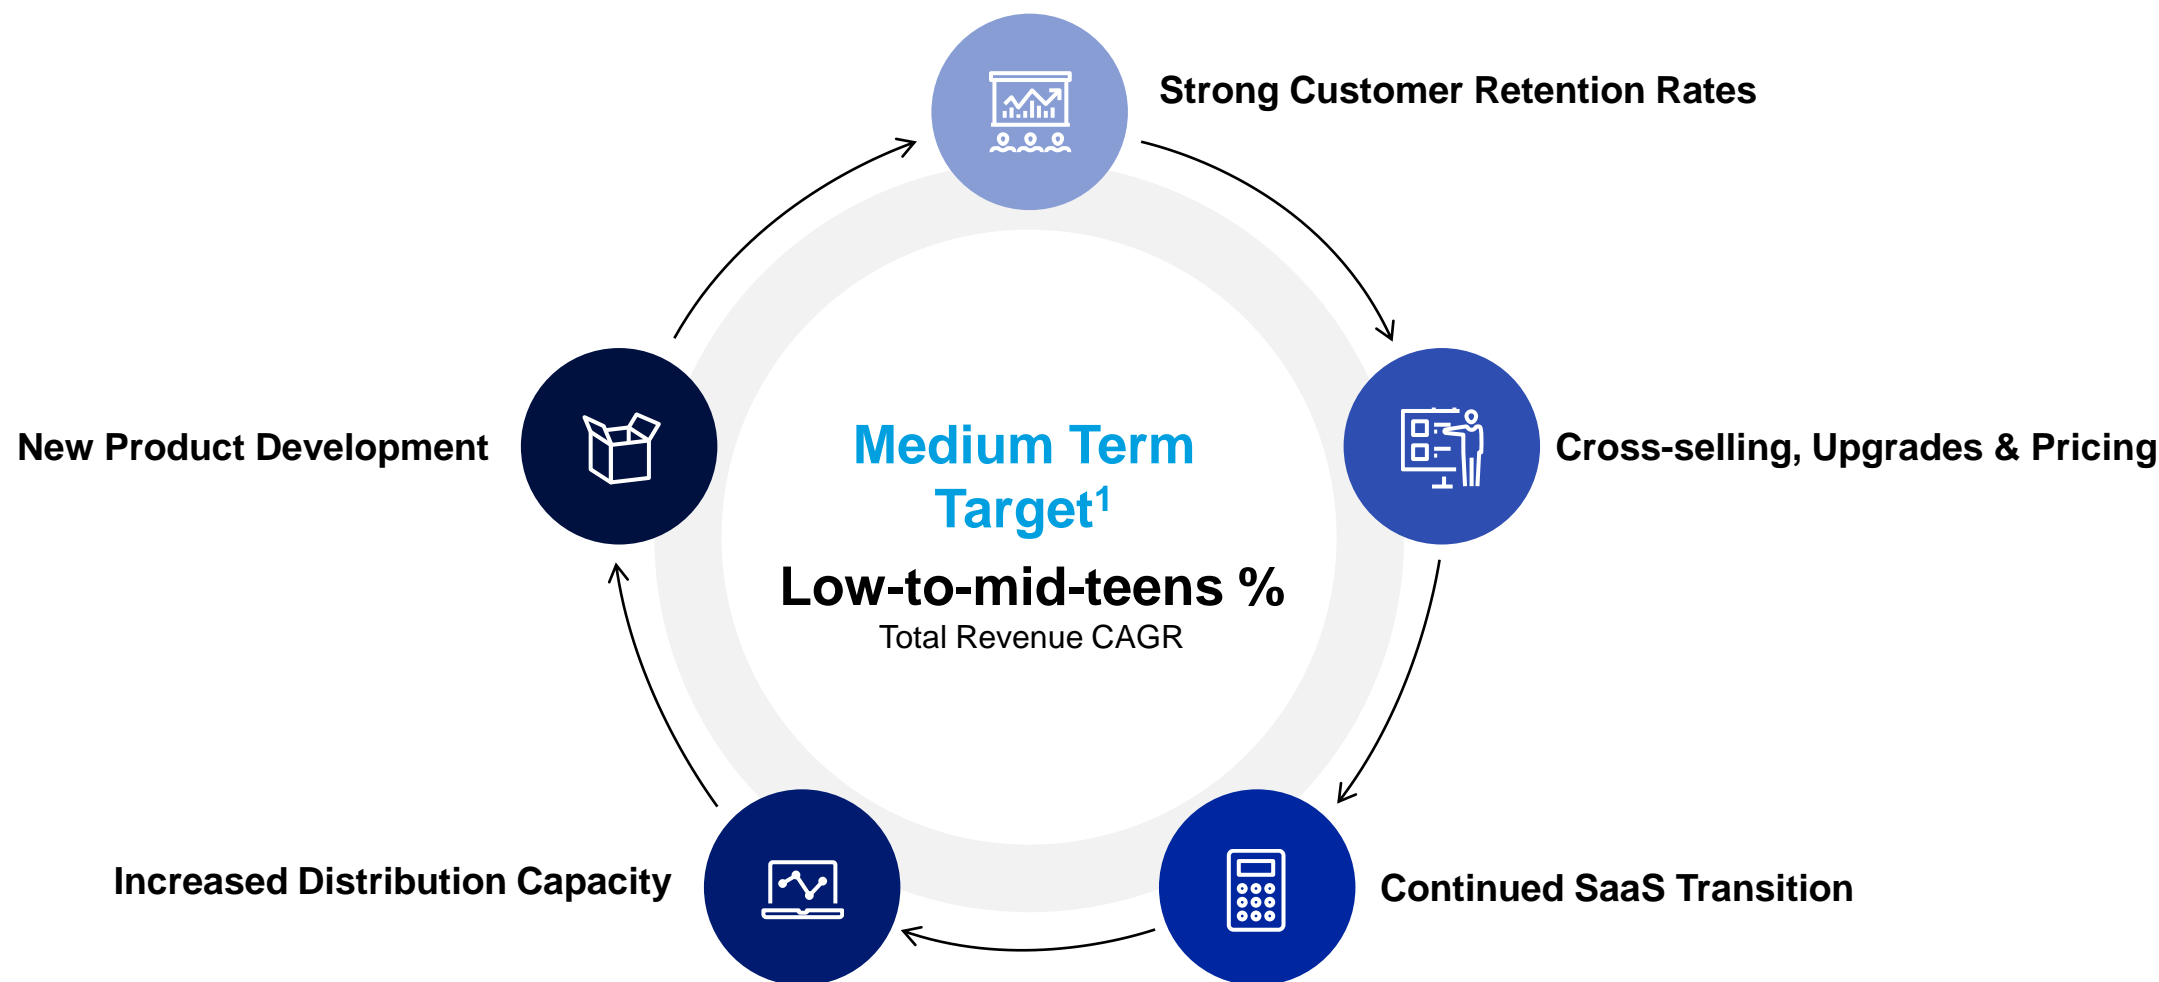 Strong Customer Retention Rates
New Product Development
Medium Term
Target¹
Low-to-mid-teens %
Total Revenue CAGR
Cross-selling, Upgrades & Pricing
Increased Distribution Capacity
Continued SaaS Transition